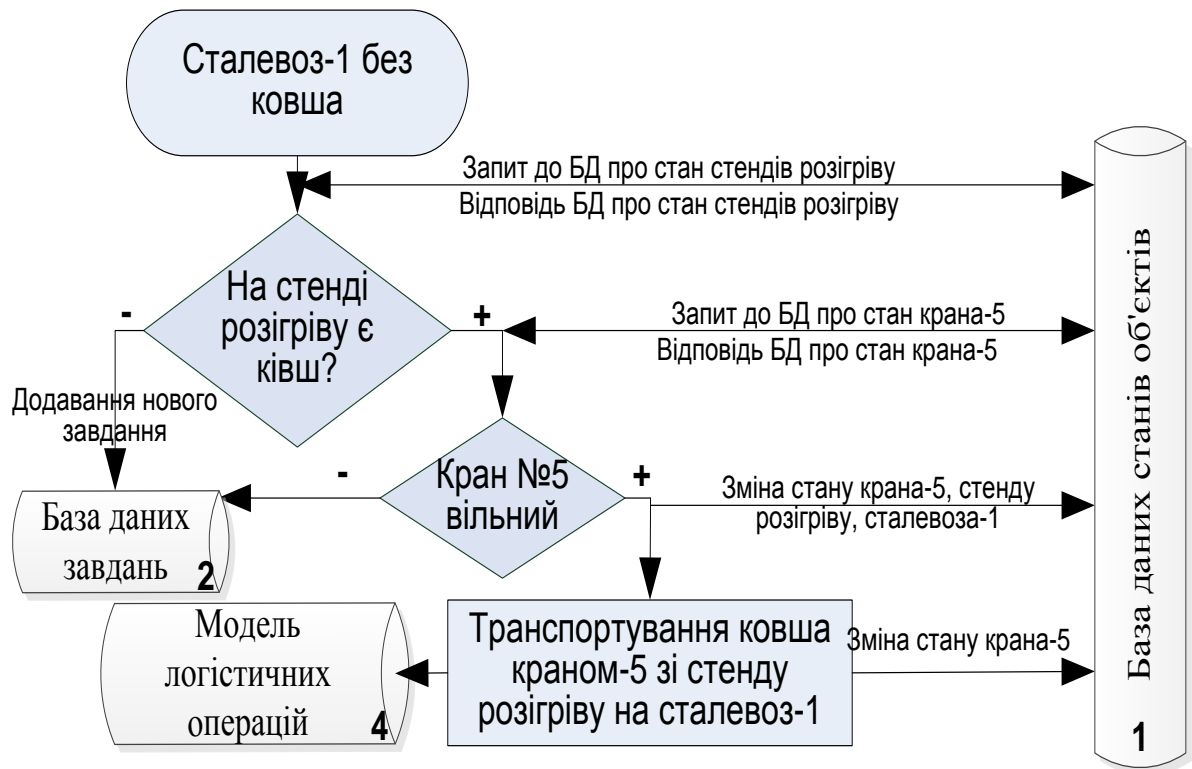 Сталевоз-1 без
ковша
Запит до БД про стан стендів розігріву
Відповідь БД про стан стендів розігріву
На стенді
розігріву є
ківш?
-
+
Запит до БД про стан крана-5
Відповідь БД про стан крана-5
Додавання нового
завдання
Кран №5
вільний
-
+
Зміна стану крана-5, стенду
розігріву, сталевоза-1
База даних
завдань
2
Модель
логістичних
операцій
4
Транспортування ковша
краном-5 зі стенду
розігріву на сталевоз-1
Зміна стану крана-5
База даних станів об'єктів
1